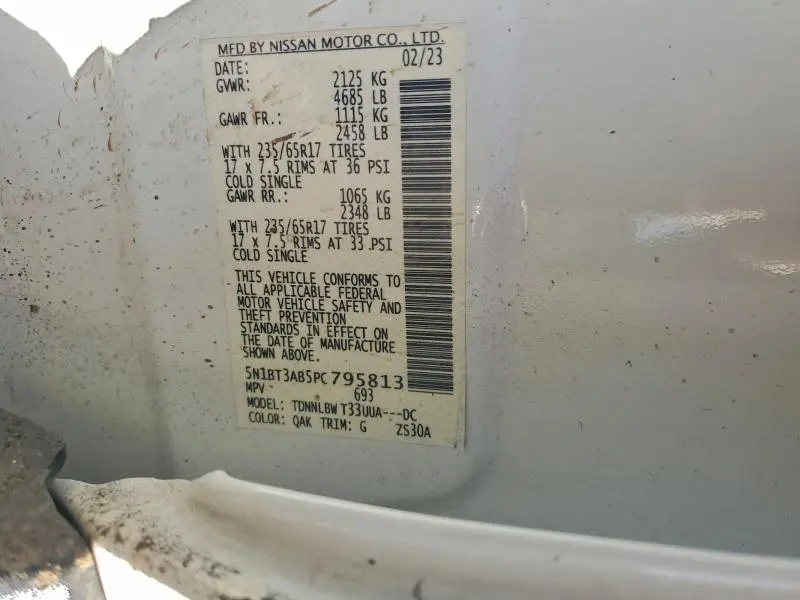 MFD BY NISSAN MOTOR CO., LTD.
DATE: 02/23
GVWR: 2125 KG
4685 LB
GAWR FR.: 1115 KG
2458 LB
WITH 235/65R17 TIRES
17 x 7.5 RIMS AT 36 PSI
COLD SINGLE
GAWR RR.: 1065 KG
2348 LB
WITH 235/65R17 TIRES
17 x 7.5 RIMS AT 33 PSI
COLD SINGLE
THIS VEHICLE CONFORMS TO
ALL APPLICABLE FEDERAL
MOTOR VEHICLE SAFETY AND
THEFT PREVENTION
STANDARDS IN EFFECT ON
THE DATE OF MANUFACTURE
SHOWN ABOVE.
5N1BT3AB5PC795813
MPV 693
MODEL: TDNNLBW T33UUA---DC
COLOR: QAK TRIM: G ZS30A